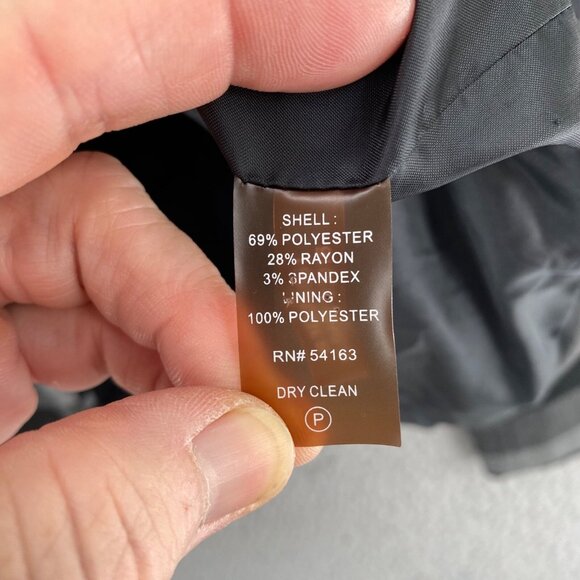 SHELL :
69% POLYESTER
28% RAYON
3% SPANDEX
LINING :
100% POLYESTER
RN# 54163
DRY CLEAN
P